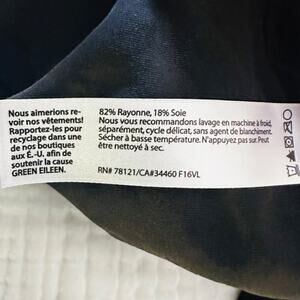 Nous aimerions re-
voir nos vêtements!
Rapportez-les pour
recyclage dans une
de nos boutiques
aux É.-U. afin de
soutenir la cause
GREEN EILEEN.
82% Rayonne, 18% Soie
Nous vous recommandons lavage en machine à froid,
séparément, cycle délicat, sans agent de blanchiment.
Sécher à basse température. N'appuyez pas sur Peut
être nettoyé à sec.
RN# 78121/CA#34460 F16VL